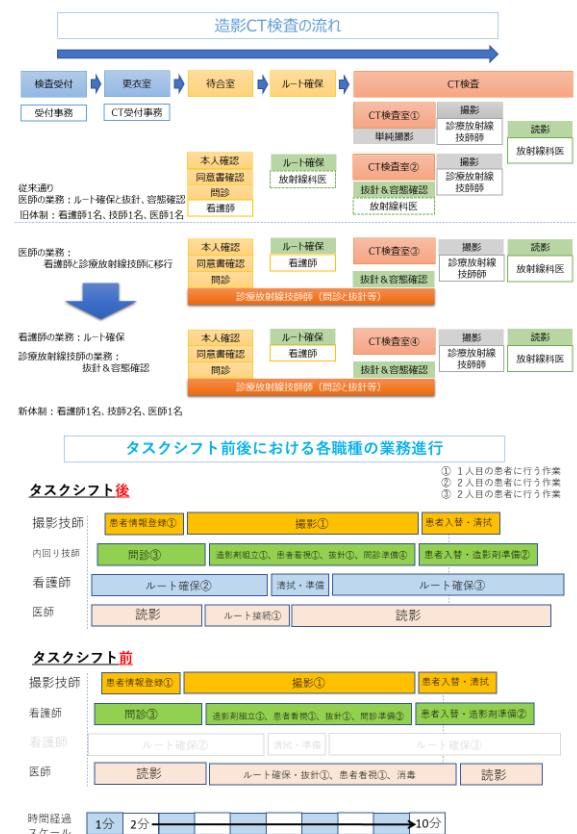 造影CT検査の流れ
検査受付 更衣室 待合室 ルート確保 CT検査
受付事務 CT受付事務
CT検査室① 撮影
単純撮影 診療放射線技師師
読影
放射線科医
本人確認 ルート確保 CT検査室② 撮影
同意書確認 放射線科医 診療放射線技師師
問診 抜針&容態確認
看護師 放射線科医
従来通り
医師の業務:ルート確保と抜針、容態確認
旧体制:看護師1名、技師1名、医師1名
医師の業務:
看護師と診療放射線技師に移行
本人確認 ルート確保 CT検査室③ 撮影 読影
同意書確認 看護師 診療放射線技師師 放射線科医
問診 抜針&容態確認
診療放射線技師師(問診と抜針等)
看護師の業務:ルート確保
診療放射線技師の業務:
抜針&容態確認
本人確認 ルート確保 CT検査室④ 撮影 読影
同意書確認 看護師 診療放射線技師師 放射線科医
問診 抜針&容態確認
診療放射線技師師(問診と抜針等)
新体制:看護師1名、技師2名、医師1名
タスクシフト前後における各職種の業務進行
① 1人目の患者に行う作業
② 2人目の患者に行う作業
③ 2人目の患者に行う作業
タスクシフト後
撮影技師 患者情報登録① 撮影① 患者入替・清拭
内回り技師 問診③ 造影剤組立①、患者看視①、抜針①、問診準備④ 患者入替・造影剤準備②
看護師 ルート確保② 清拭・準備 ルート確保③
医師 読影 ルート接続① 読影
タスクシフト前
撮影技師 患者情報登録① 撮影① 患者入替・清拭
看護師 問診③ 造影剤組立①、患者看視①、抜針①、問診準備③ 患者入替・造影剤準備②
看護師 ルート確保② 清拭・準備 ルート確保③
医師 読影 ルート確保・抜針①、患者看視①、消毒 読影
時間経過
スケール 1分 2分 10分